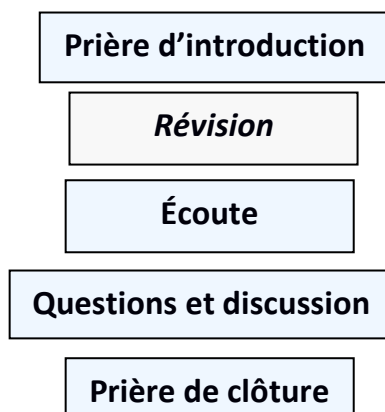 Prière d’introduction
Révision
Écoute
Questions et discussion
Prière de clôture